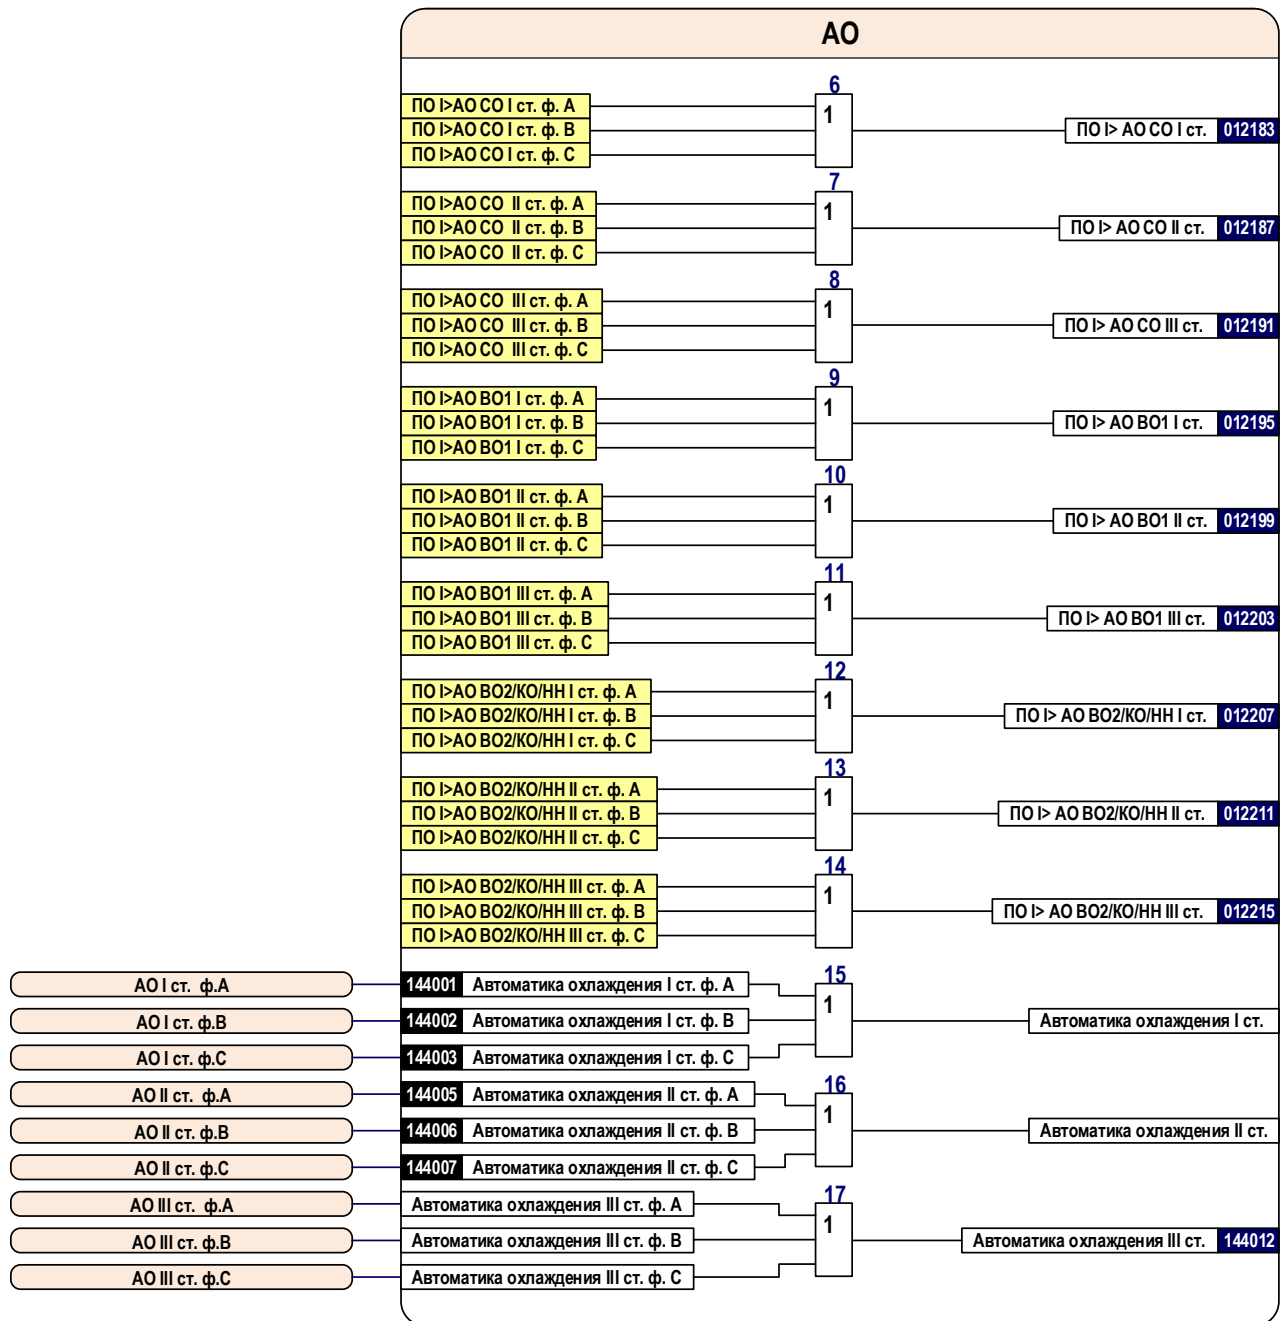 АО
6
ПО I>АО СО I ст. ф. А
ПО I>АО СО I ст. ф. В
ПО I>АО СО I ст. ф. С
1
ПО I> АО СО I ст. 012183
7
ПО I>АО СО II ст. ф. А
ПО I>АО СО II ст. ф. В
ПО I>АО СО II ст. ф. С
1
ПО I> АО СО II ст. 012187
8
ПО I>АО СО III ст. ф. А
ПО I>АО СО III ст. ф. В
ПО I>АО СО III ст. ф. С
1
ПО I> АО СО III ст. 012191
9
ПО I>АО ВО1 I ст. ф. А
ПО I>АО ВО1 I ст. ф. В
ПО I>АО ВО1 I ст. ф. С
1
ПО I> АО ВО1 I ст. 012195
10
ПО I>АО ВО1 II ст. ф. А
ПО I>АО ВО1 II ст. ф. В
ПО I>АО ВО1 II ст. ф. С
1
ПО I> АО ВО1 II ст. 012199
11
ПО I>АО ВО1 III ст. ф. А
ПО I>АО ВО1 III ст. ф. В
ПО I>АО ВО1 III ст. ф. С
1
ПО I> АО ВО1 III ст. 012203
12
ПО I>АО ВО2/КО/НН I ст. ф. А
ПО I>АО ВО2/КО/НН I ст. ф. В
ПО I>АО ВО2/КО/НН I ст. ф. С
1
ПО I> АО ВО2/КО/НН I ст. 012207
13
ПО I>АО ВО2/КО/НН II ст. ф. А
ПО I>АО ВО2/КО/НН II ст. ф. В
ПО I>АО ВО2/КО/НН II ст. ф. С
1
ПО I> АО ВО2/КО/НН II ст. 012211
14
ПО I>АО ВО2/КО/НН III ст. ф. А
ПО I>АО ВО2/КО/НН III ст. ф. В
ПО I>АО ВО2/КО/НН III ст. ф. С
1
ПО I> АО ВО2/КО/НН III ст. 012215
15
АО I ст. ф.А 144001 Автоматика охлаждения I ст. ф. А
АО I ст. ф.В 144002 Автоматика охлаждения I ст. ф. В
АО I ст. ф.С 144003 Автоматика охлаждения I ст. ф. С
1
Автоматика охлаждения I ст.
16
АО II ст. ф.А 144005 Автоматика охлаждения II ст. ф. А
АО II ст. ф.В 144006 Автоматика охлаждения II ст. ф. В
АО II ст. ф.С 144007 Автоматика охлаждения II ст. ф. С
1
Автоматика охлаждения II ст.
17
АО III ст. ф.А Автоматика охлаждения III ст. ф. А
АО III ст. ф.В Автоматика охлаждения III ст. ф. В
АО III ст. ф.С Автоматика охлаждения III ст. ф. С
1
Автоматика охлаждения III ст. 144012